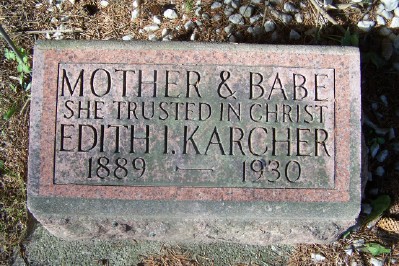 MOTHER & BABE
SHE TRUSTED IN CHRIST
EDITH I. KARCHER
1889 — 1930